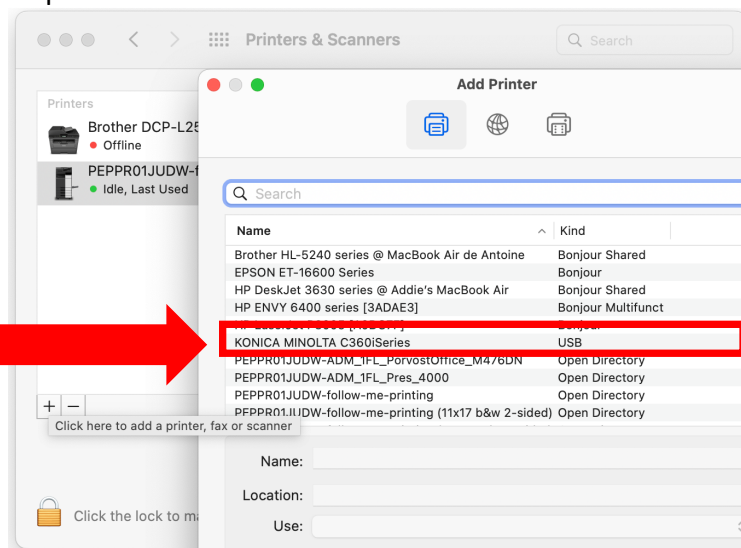 Printers & Scanners
Search
Add Printer
Printers
Brother DCP-L25
Offline
PEPPR01JUDW-f
Idle, Last Used
Search
Name
Kind
Brother HL-5240 series @ MacBook Air de Antoine Bonjour Shared
EPSON ET-16600 Series Bonjour
HP DeskJet 3630 series @ Addie's MacBook Air Bonjour Shared
HP ENVY 6400 series [3ADAE3] Bonjour Multifunct
KONICA MINOLTA C360iSeries USB
PEPPR01JUDW-ADM_1FL_PorvostOffice_M476DN Open Directory
PEPPR01JUDW-ADM_1FL_Pres_4000 Open Directory
PEPPR01JUDW-follow-me-printing Open Directory
PEPPR01JUDW-follow-me-printing (11x17 b&w 2-sided) Open Directory
+ −
Click here to add a printer, fax or scanner
Name:
Location:
Click the lock to ma
Use: